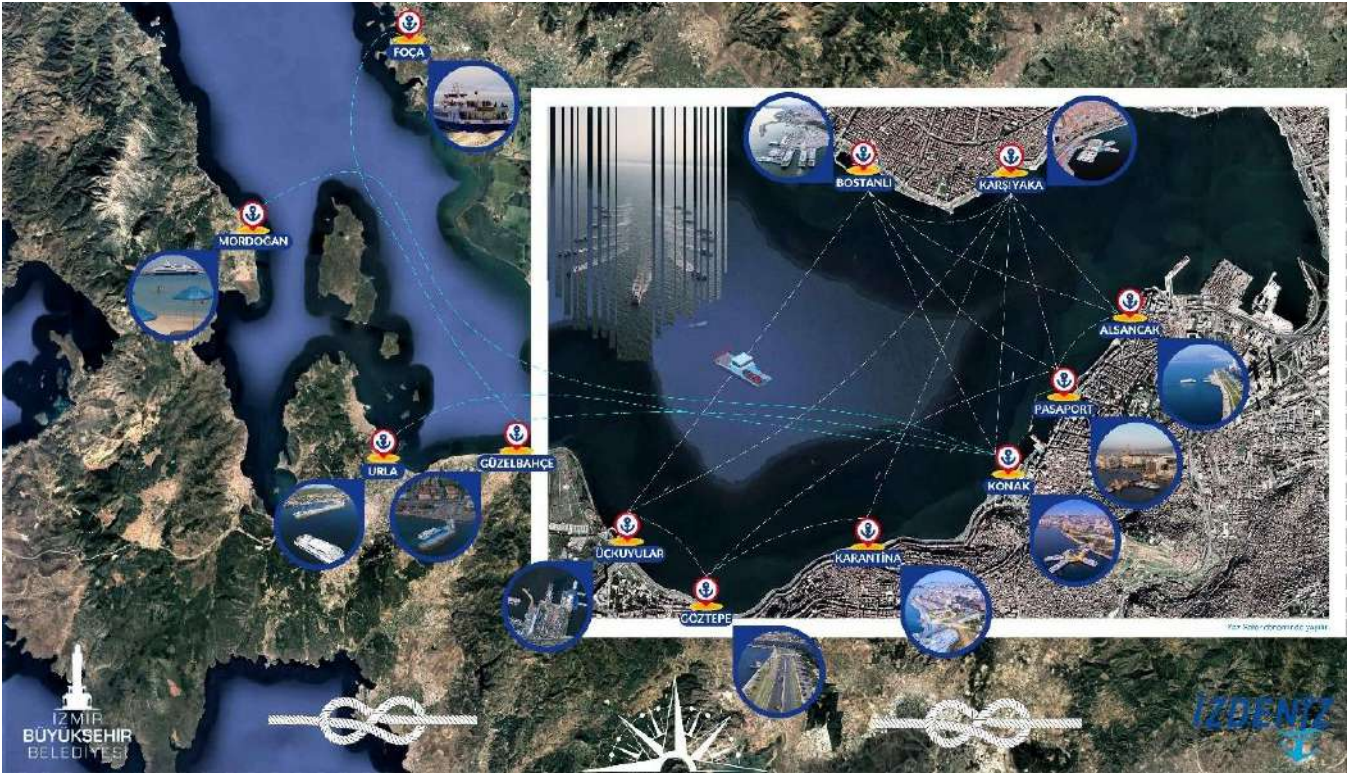 FOÇA
BOSTANLI
KARŞIYAKA
MORDOĞAN
ALSANCAK
PASAPORT
URLA
GÜZELBAHÇE
KONAK
ÜÇKUYULAR
KARANTİNA
GÖZTEPE
İZMİR
BÜYÜKŞEHİR
BELEDİYESİ
İZDENİZ